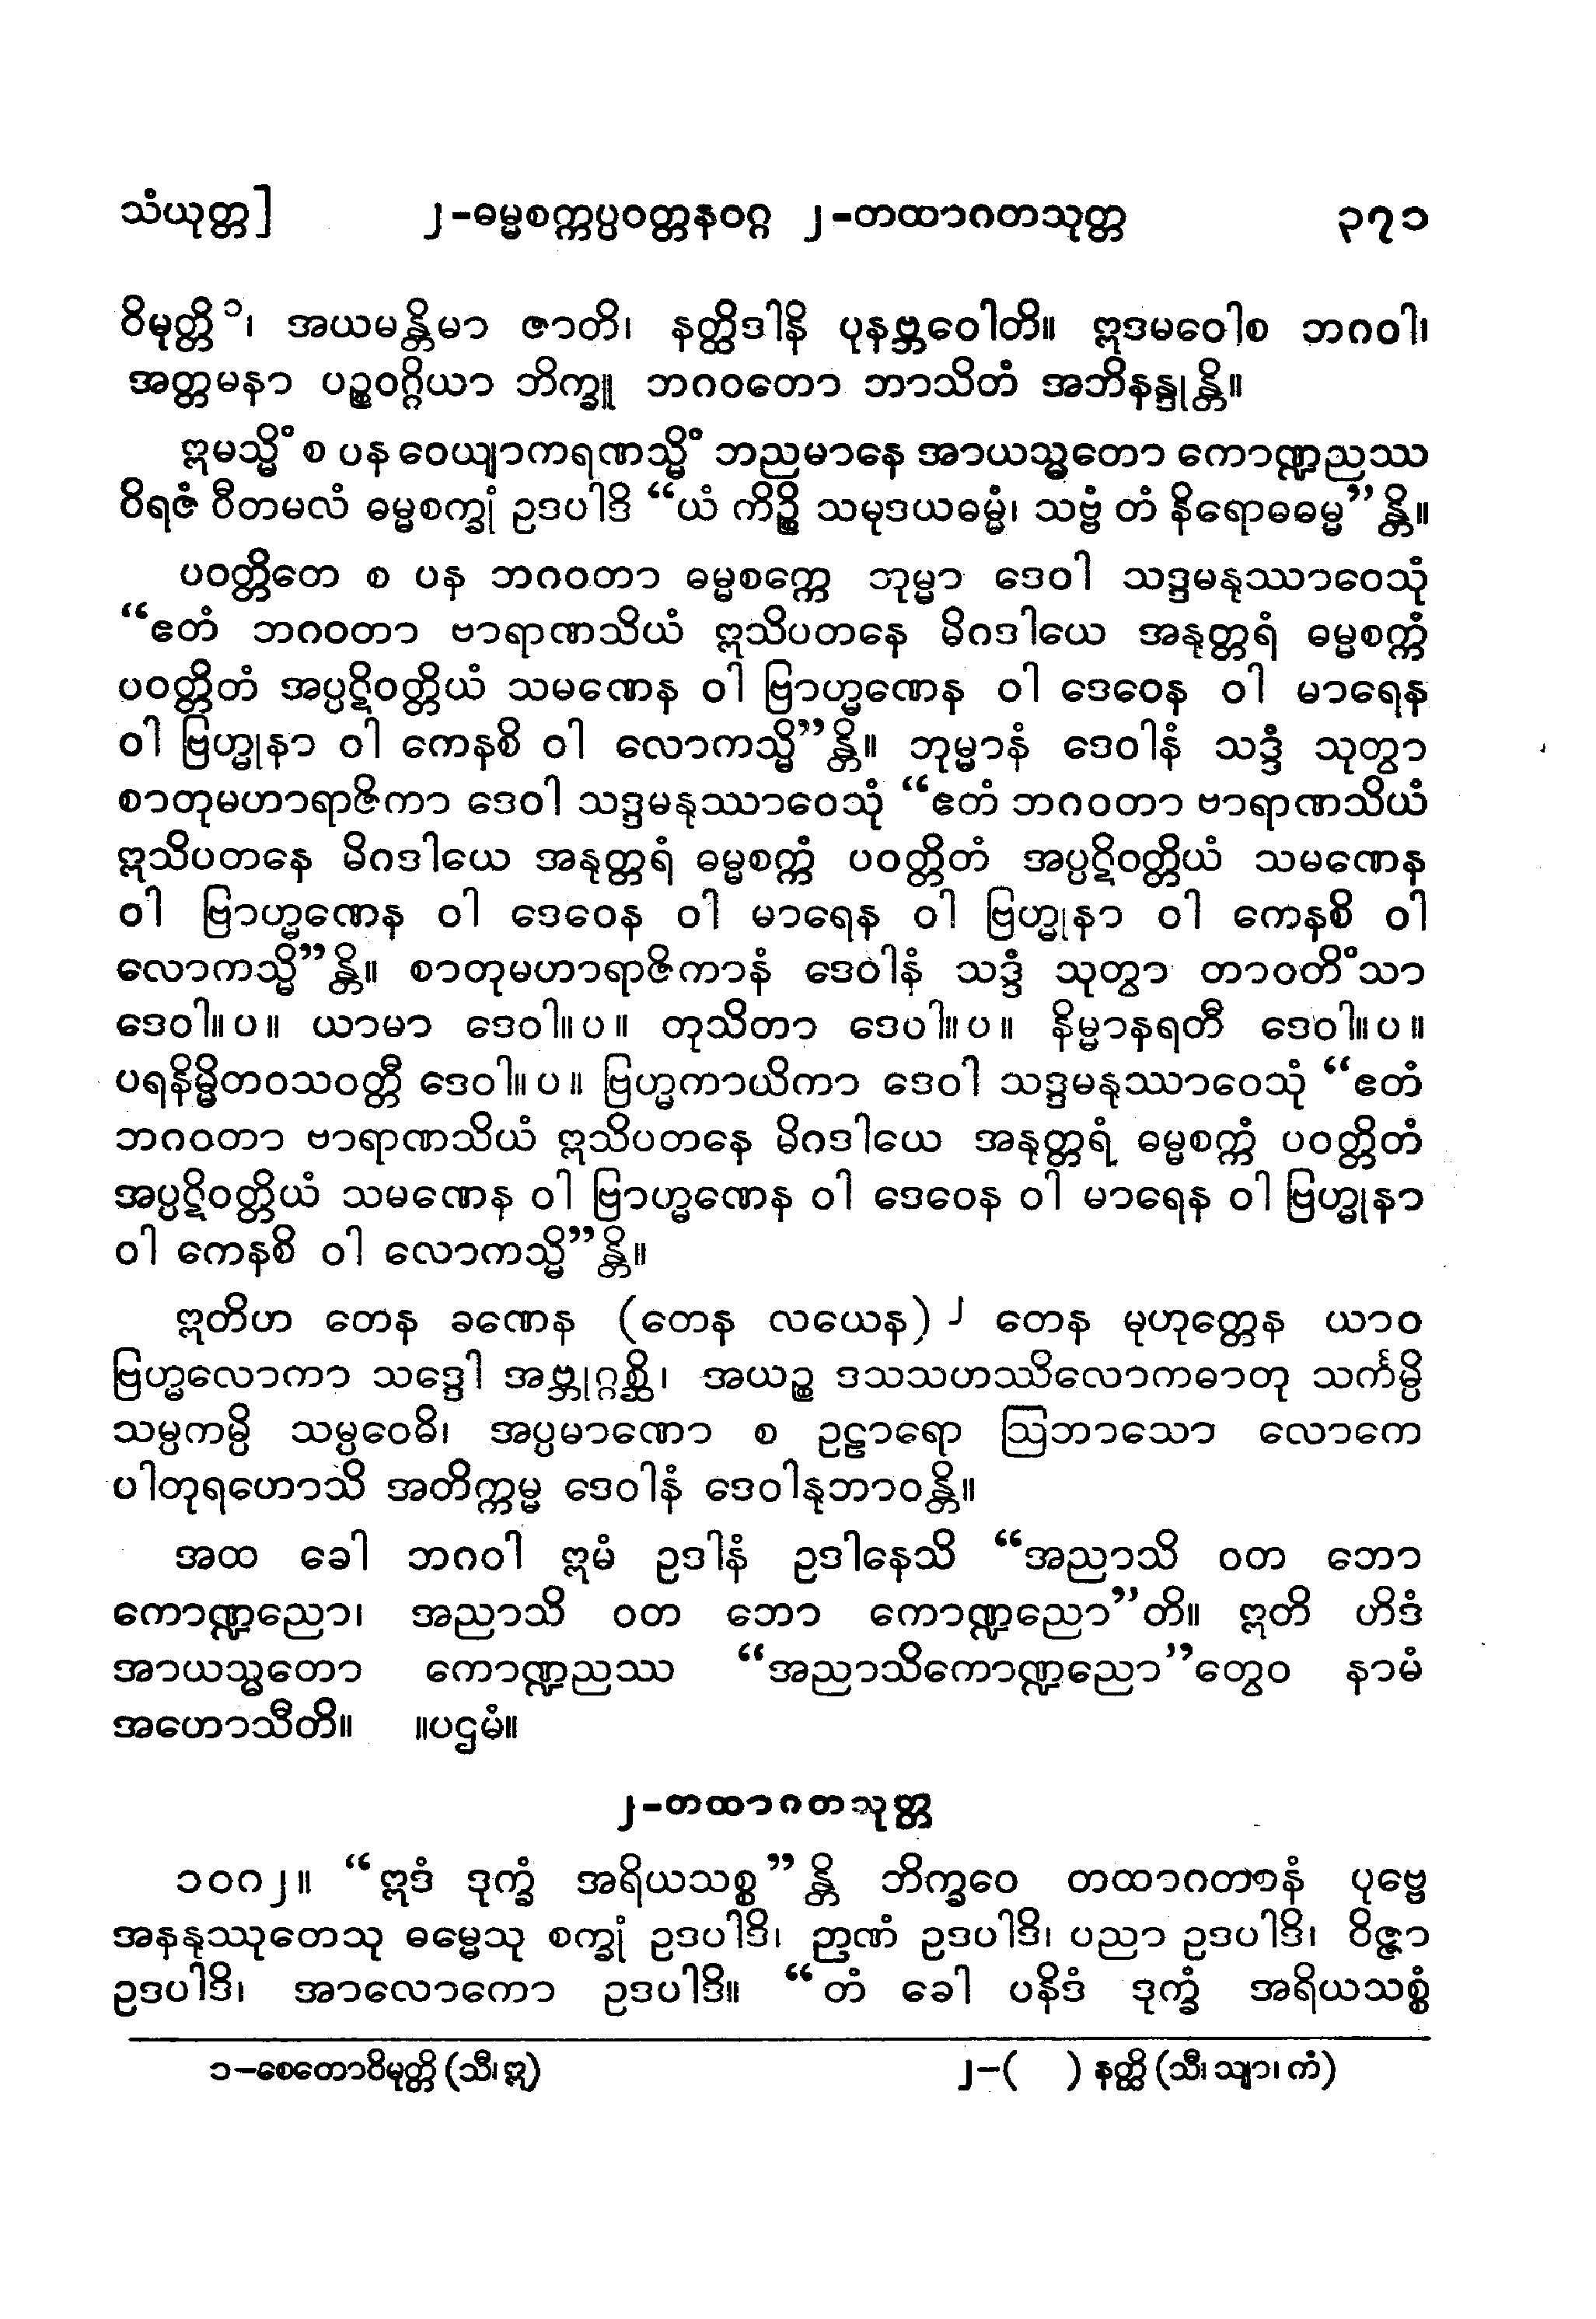 သံယုတ္တ] ၂-ဓမ္မစက္ကပ္ပဝတ္တနဝဂ္ဂ ၂-တထာဂတသုတ္တ ၃၇၁
ဝိမုတ္တိ ၁၊ အယမန္တိမာ ဇာတိ၊ နတ္ထိဒါနိ ပုနဗ္ဘဝေါတိ။ ဣဒမဝေါစ ဘဂဝါ၊
အတ္တမနာ ပဉ္စဝဂ္ဂိယာ ဘိက္ခူ ဘဂဝတော ဘာသိတံ အဘိနန္ဒုန္တိ။
ဣမသ္မိံ စ ပန ဝေယျာကရဏသ္မိံ ဘညမာနေ အာယသ္မတော ကောဏ္ဍညဿ
ဝိရဇံ ဝီတမလံ ဓမ္မစက္ခုံ ဥဒပါဒိ “ယံ ကိဉ္စိ သမုဒယဓမ္မံ၊ သဗ္ဗံ တံ နိရောဓဓမ္မ”န္တိ။
ပဝတ္တိတေ စ ပန ဘဂဝတာ ဓမ္မစက္ကေ ဘုမ္မာ ဒေဝါ သဒ္ဒမနုဿာဝေသုံ
“ဧတံ ဘဂဝတာ ဗာရာဏသိယံ ဣသိပတနေ မိဂဒါယေ အနုတ္တရံ ဓမ္မစက္ကံ
ပဝတ္တိတံ အပ္ပဋိဝတ္တိယံ သမဏေန ဝါ ဗြာဟ္မဏေန ဝါ ဒေဝေန ဝါ မာရေန
ဝါ ဗြဟ္မုနာ ဝါ ကေနစိ ဝါ လောကသ္မိ”န္တိ။ ဘုမ္မာနံ ဒေဝါနံ သဒ္ဒံ သုတွာ
စာတုမဟာရာဇိကာ ဒေဝါ သဒ္ဒမနုဿာဝေသုံ “ဧတံ ဘဂဝတာ ဗာရာဏသိယံ
ဣသိပတနေ မိဂဒါယေ အနုတ္တရံ ဓမ္မစက္ကံ ပဝတ္တိတံ အပ္ပဋိဝတ္တိယံ သမဏေန
ဝါ ဗြာဟ္မဏေန ဝါ ဒေဝေန ဝါ မာရေန ဝါ ဗြဟ္မုနာ ဝါ ကေနစိ ဝါ
လောကသ္မိ”န္တိ။ စာတုမဟာရာဇိကာနံ ဒေဝါနံ သဒ္ဒံ သုတွာ တာဝတိံသာ
ဒေဝါ။ပ။ ယာမာ ဒေဝါ။ပ။ တုသိတာ ဒေပါ။ပ။ နိမ္မာနရတီ ဒေဝါ။ပ။
ပရနိမ္မိတဝသဝတ္တီ ဒေဝါ။ပ။ ဗြဟ္မကာယိကာ ဒေဝါ သဒ္ဒမနုဿာဝေသုံ “ဧတံ
ဘဂဝတာ ဗာရာဏသိယံ ဣသိပတနေ မိဂဒါယေ အနုတ္တရံ ဓမ္မစက္ကံ ပဝတ္တိတံ
အပ္ပဋိဝတ္တိယံ သမဏေန ဝါ ဗြာဟ္မဏေန ဝါ ဒေဝေန ဝါ မာရေန ဝါ ဗြဟ္မုနာ
ဝါ ကေနစိ ဝါ လောကသ္မိ”န္တိ။
ဣတိဟ တေန ခဏေန (တေန လယေန) ၂ တေန မုဟုတ္တေန ယာဝ
ဗြဟ္မလောကာ သဒ္ဒေါ အဗ္ဘုဂ္ဂစ္ဆိ၊ အယဉ္စ ဒသသဟဿိလောကဓာတု သင်္ကမ္ပိ
သမ္ပကမ္ပိ သမ္ပဝေဓိ၊ အပ္ပမာဏော စ ဥဠာရော ဩဘာသော လောကေ
ပါတုရဟောသိ အတိက္ကမ္မ ဒေဝါနံ ဒေဝါနုဘာဝန္တိ။
အထ ခေါ ဘဂဝါ ဣမံ ဥဒါနံ ဥဒါနေသိ “အညာသိ ဝတ ဘော
ကောဏ္ဍညော၊ အညာသိ ဝတ ဘော ကောဏ္ဍညော”တိ။ ဣတိ ဟိဒံ
အာယသ္မတော ကောဏ္ဍညဿ “အညာသိကောဏ္ဍညော”တွေဝ နာမံ
အဟောသီတိ။ ။ပဌမံ။
၂-တထာဂတသုတ္တ
၁၀ဂ၂။ “ဣဒံ ဒုက္ခံ အရိယသစ္စ”န္တိ ဘိက္ခဝေ တထာဂတာနံ ပုဗ္ဗေ
အနနုဿုတေသု ဓမ္မေသု စက္ခုံ ဥဒပါဒိ၊ ဉာဏံ ဥဒပါဒိ၊ ပညာ ဥဒပါဒိ၊ ဝိဇ္ဇာ
ဥဒပါဒိ၊ အာလောကော ဥဒပါဒိ။ “တံ ခေါ ပနိဒံ ဒုက္ခံ အရိယသစ္စံ
၁-စေတောဝိမုတ္တိ (သီ၊ ဣ) ၂-( ) နတ္ထိ (သီ၊ သျာ၊ ကံ)